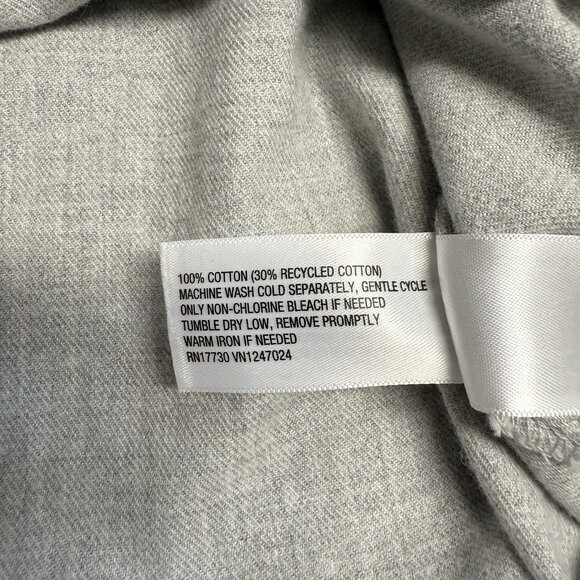 100% COTTON (30% RECYCLED COTTON)
MACHINE WASH COLD SEPARATELY, GENTLE CYCLE
ONLY NON-CHLORINE BLEACH IF NEEDED
TUMBLE DRY LOW, REMOVE PROMPTLY
WARM IRON IF NEEDED
RN17730 VN1247024